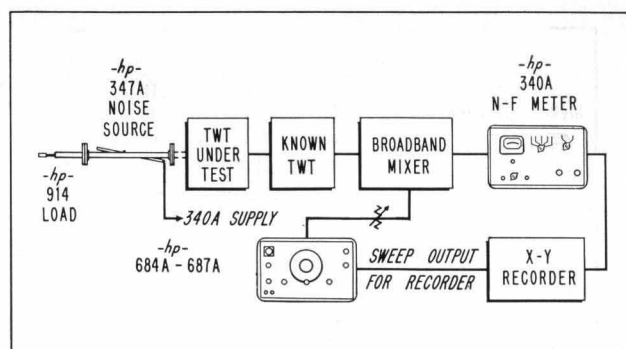 -hp-
347A
NOISE
SOURCE
-hp-
914
LOAD
TWT
UNDER
TEST
KNOWN
TWT
BROADBAND
MIXER
-hp-
340A
N-F METER
340A SUPPLY
-hp-
684A - 687A
SWEEP OUTPUT
FOR RECORDER
X-Y
RECORDER